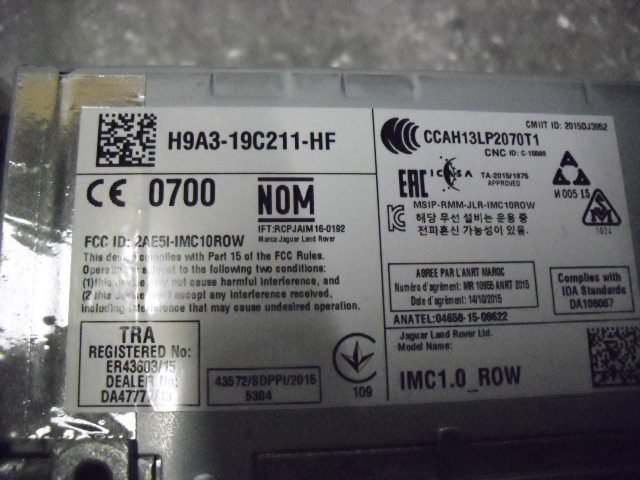 H9A3-19C211-HF
CE 0700
NOM
IFT:RCPJAIM16-0192
Marca:Jaguar Land Rover
FCC ID: 2AE5I-IMC10ROW
This device complies with Part 15 of the FCC Rules.
Operation is subject to the following two conditions:
(1)this device may not cause harmful interference, and
(2)this device must accept any interference received,
including interference that may cause undesired operation.
TRA
REGISTERED No:
ER43603/15
DEALER No:
43572/SDPPI/2015
5304
109
CMIIT ID: 2015DJ3952
CCAH13LP2070T1
CNC ID:
EAC
ICASA
TA-2015/1675
APPROVED
MSIP-RMM-JLR-IMC10ROW
해당 무선 설비는 운용 중
전파혼신 가능성이 있음
И 005 15
1024
AGREE PAR L'ANRT MAROC
Numéro d'agrément: MR 10955 ANRT 2015
Date d'agrément: 14/10/2015
Complies with
IDA Standards
DA106067
ANATEL:04658-15-08622
Jaguar Land Rover Ltd.
Model Name:
IMC1.0_ROW